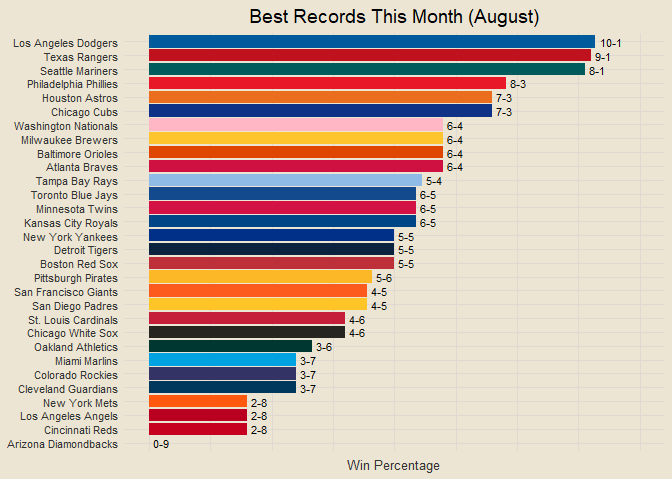 Best Records This Month (August)
Los Angeles Dodgers 10-1
Texas Rangers 9-1
Seattle Mariners 8-1
Philadelphia Phillies 8-3
Houston Astros 7-3
Chicago Cubs 7-3
Washington Nationals 6-4
Milwaukee Brewers 6-4
Baltimore Orioles 6-4
Atlanta Braves 6-4
Tampa Bay Rays 5-4
Toronto Blue Jays 6-5
Minnesota Twins 6-5
Kansas City Royals 6-5
New York Yankees 5-5
Detroit Tigers 5-5
Boston Red Sox 5-5
Pittsburgh Pirates 5-6
San Francisco Giants 4-5
San Diego Padres 4-5
St. Louis Cardinals 4-6
Chicago White Sox 4-6
Oakland Athletics 3-6
Miami Marlins 3-7
Colorado Rockies 3-7
Cleveland Guardians 3-7
New York Mets 2-8
Los Angeles Angels 2-8
Cincinnati Reds 2-8
Arizona Diamondbacks 0-9
Win Percentage